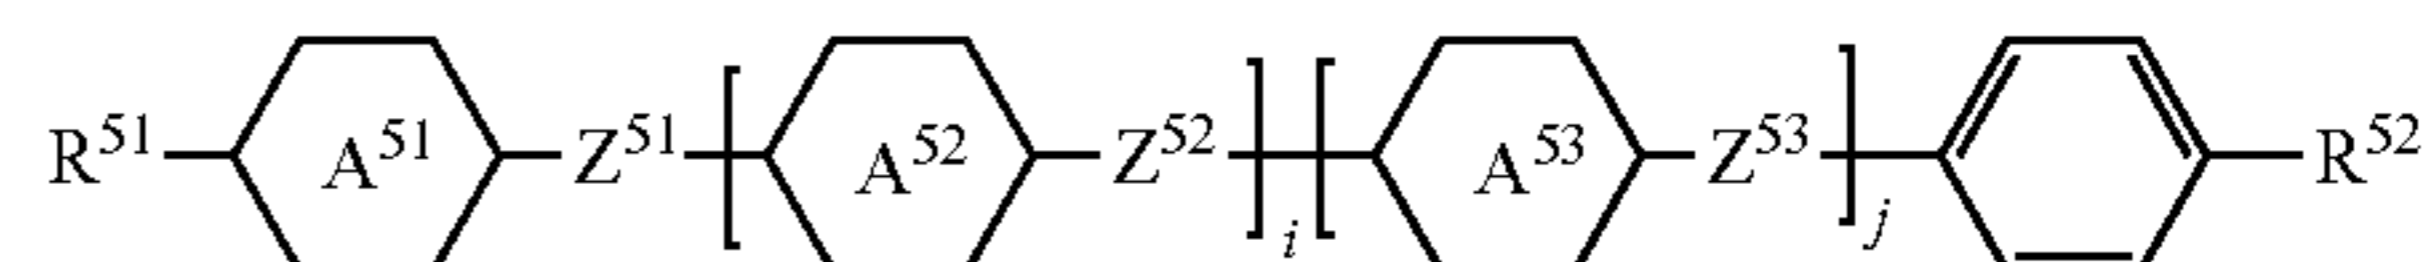 R⁵¹ A⁵¹ Z⁵¹ [ A⁵² Z⁵² ]i [ A⁵³ Z⁵³ ]j R⁵²